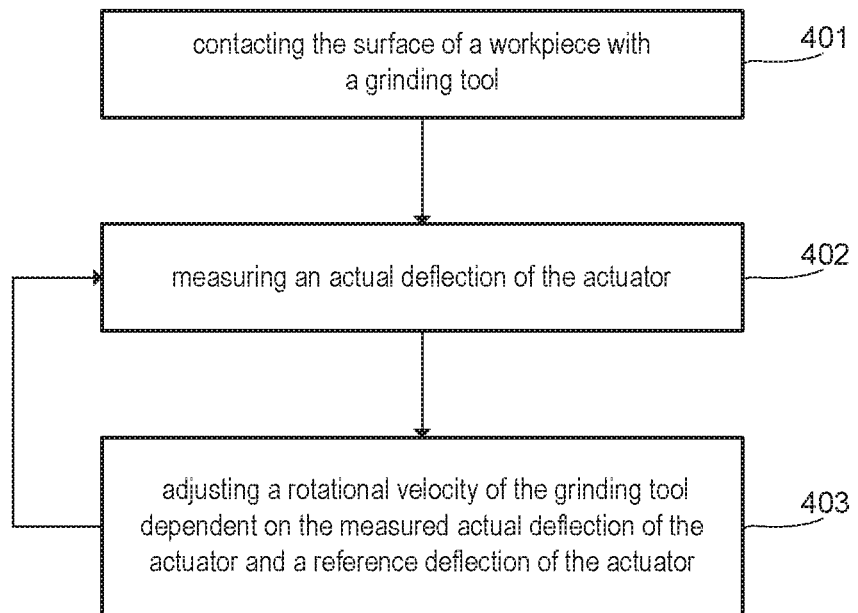 contacting the surface of a workpiece with
a grinding tool
401
measuring an actual deflection of the actuator
402
adjusting a rotational velocity of the grinding tool
dependent on the measured actual deflection of the
actuator and a reference deflection of the actuator
403